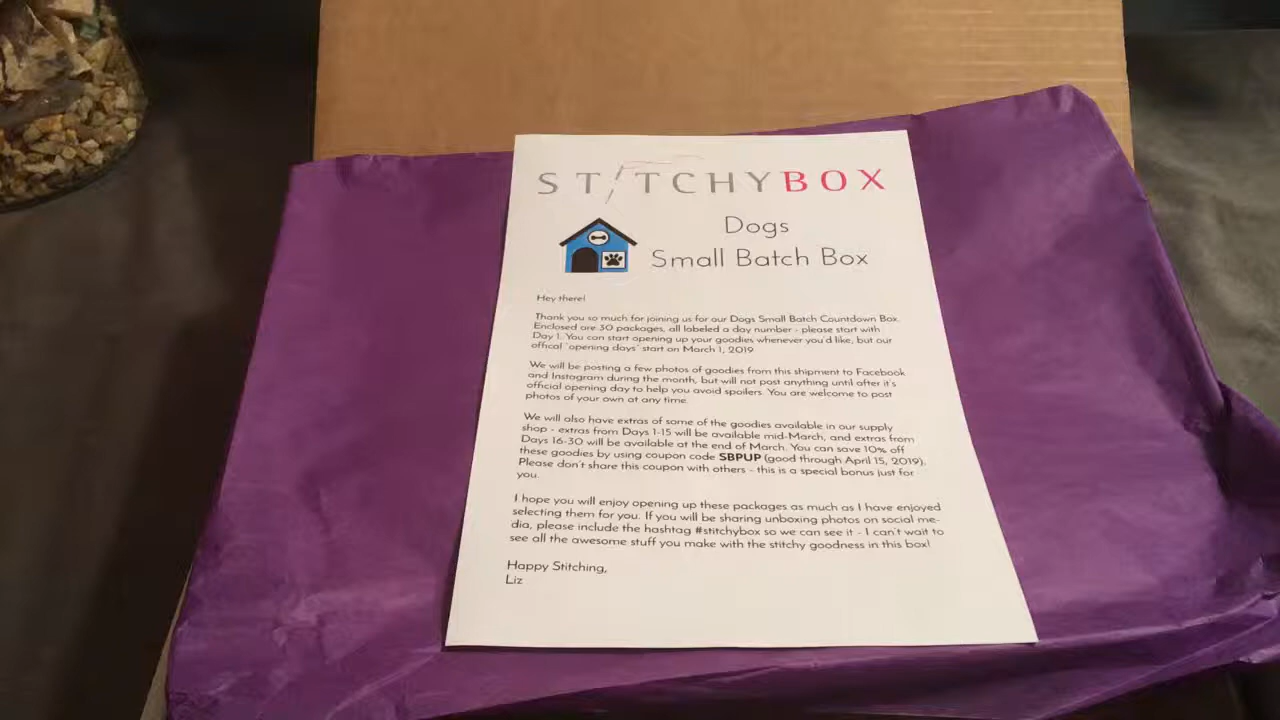 STITCHYBOX
Dogs
Small Batch Box
Hey there!
Thank you so much for joining us for our Dogs Small Batch Countdown Box.
Enclosed are 30 packages, all labeled a day number - please start with
Day 1. You can start opening up your goodies whenever you'd like, but our
offical "opening days" start on March 1, 2019
We will be posting a few photos of goodies from this shipment to Facebook
and Instagram during the month, but will not post anything until after it's
official opening day to help you avoid spoilers. You are welcome to post
photos of your own at any time.
We will also have extras of some of the goodies available in our supply
shop - extras from Days 1-15 will be available mid-March, and extras from
Days 16-30 will be available at the end of March. You can save 10% off
these goodies by using coupon code SBPUP (good through April 15, 2019).
Please don't share this coupon with others - this is a special bonus just for
you.
I hope you will enjoy opening up these packages as much as I have enjoyed
selecting them for you. If you will be sharing unboxing photos on social me-
dia, please include the hashtag #stitchybox so we can see it - I can't wait to
see all the awesome stuff you make with the stitchy goodness in this box!
Happy Stitching,
Liz